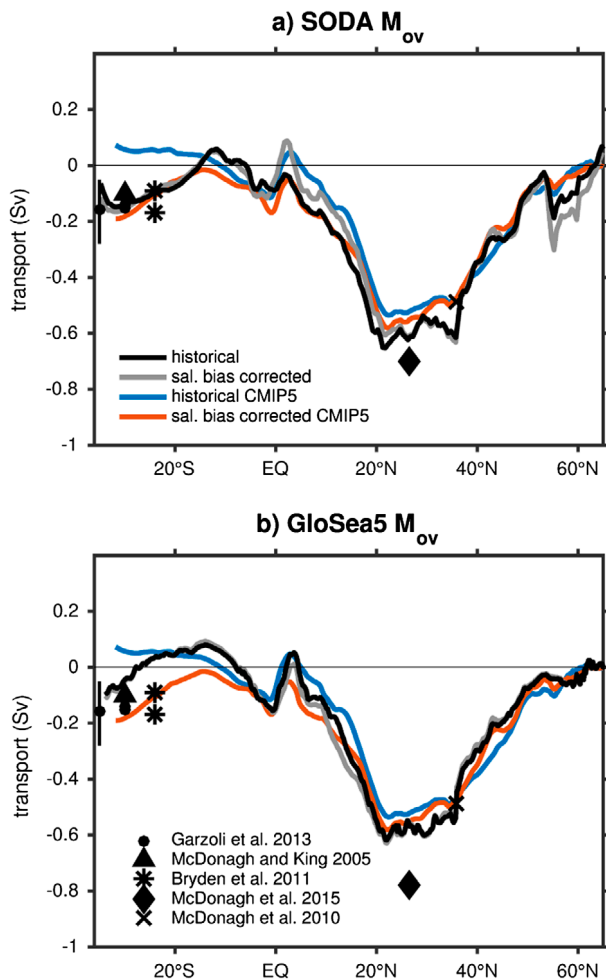 a) SODA Mov
0.2
0
-0.2
-0.4
-0.6
-0.8
-1
transport (Sv)
historical
sal. bias corrected
historical CMIP5
sal. bias corrected CMIP5
20°S EQ 20°N 40°N 60°N
b) GloSea5 Mov
0.2
0
-0.2
-0.4
-0.6
-0.8
-1
transport (Sv)
Garzoli et al. 2013
McDonagh and King 2005
Bryden et al. 2011
McDonagh et al. 2015
McDonagh et al. 2010
20°S EQ 20°N 40°N 60°N